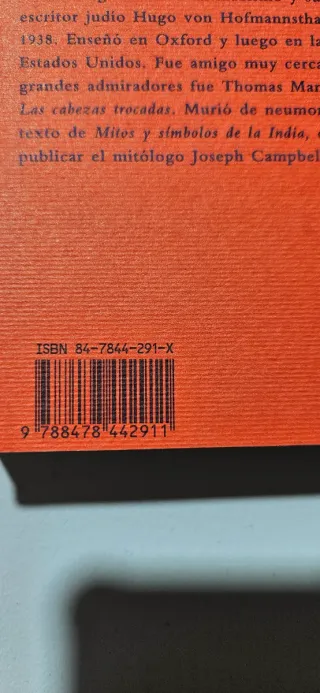 escritor judío Hugo von Hofmannstha
1938. Enseñó en Oxford y luego en la
Estados Unidos. Fue amigo muy cerca
grandes admiradores fue Thomas Man
Las cabezas trocadas. Murió de neumon
texto de Mitos y símbolos de la India,
publicar el mitólogo Joseph Campbel
ISBN 84-7844-291-X
9 788478 442911